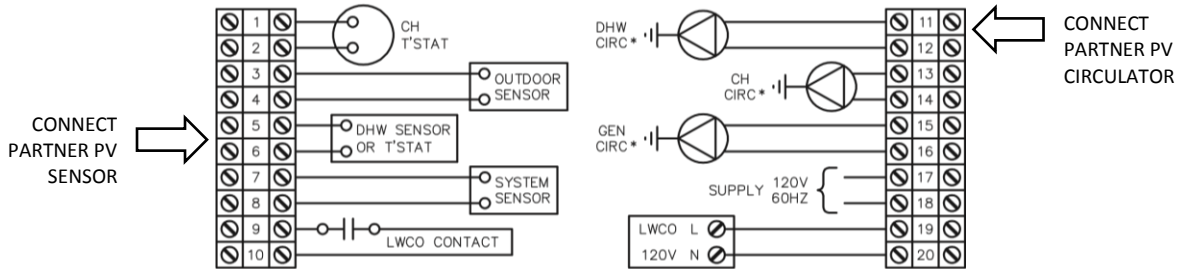 CONNECT
PARTNER PV
SENSOR
1
2
3
4
5
6
7
8
9
10
CH
T'STAT
OUTDOOR
SENSOR
DHW SENSOR
OR T'STAT
SYSTEM
SENSOR
LWCO CONTACT
DHW
CIRC*
CH
CIRC*
GEN
CIRC*
SUPPLY 120V
60HZ
LWCO L
120V N
11
12
13
14
15
16
17
18
19
20
CONNECT
PARTNER PV
CIRCULATOR